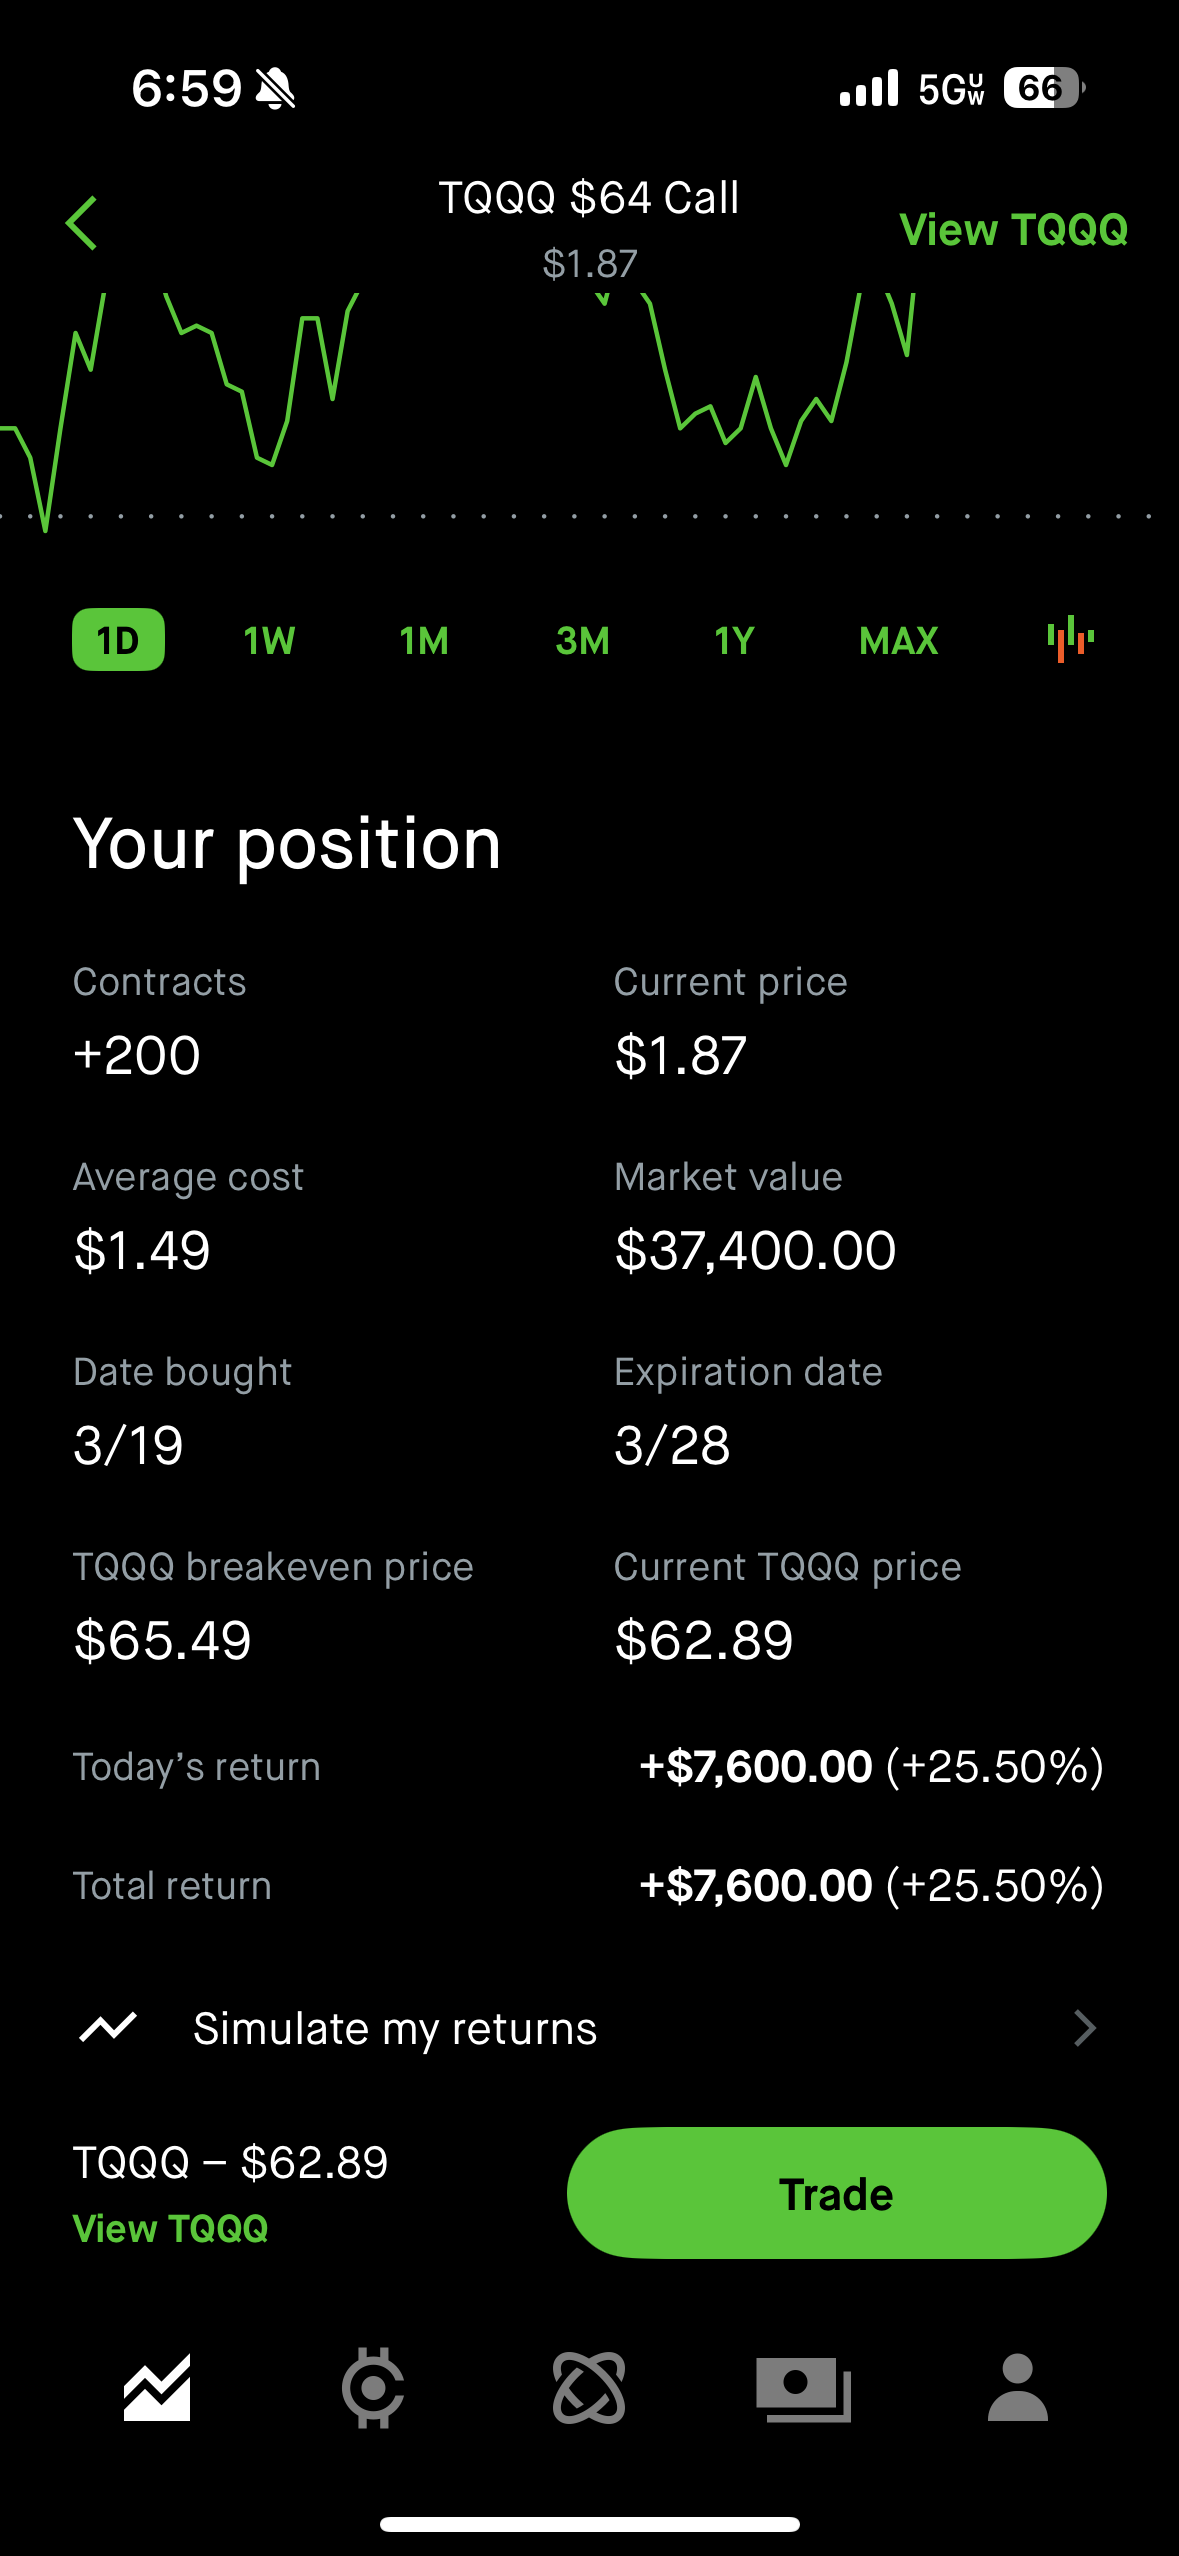 6:59
5GUW
66
TQQQ $64 Call
$1.87
View TQQQ
1D 1W 1M 3M 1Y MAX
Your position
Contracts
+200
Current price
$1.87
Average cost
$1.49
Market value
$37,400.00
Date bought
3/19
Expiration date
3/28
TQQQ breakeven price
$65.49
Current TQQQ price
$62.89
Today’s return +$7,600.00 (+25.50%)
Total return +$7,600.00 (+25.50%)
Simulate my returns
TQQQ – $62.89
View TQQQ
Trade